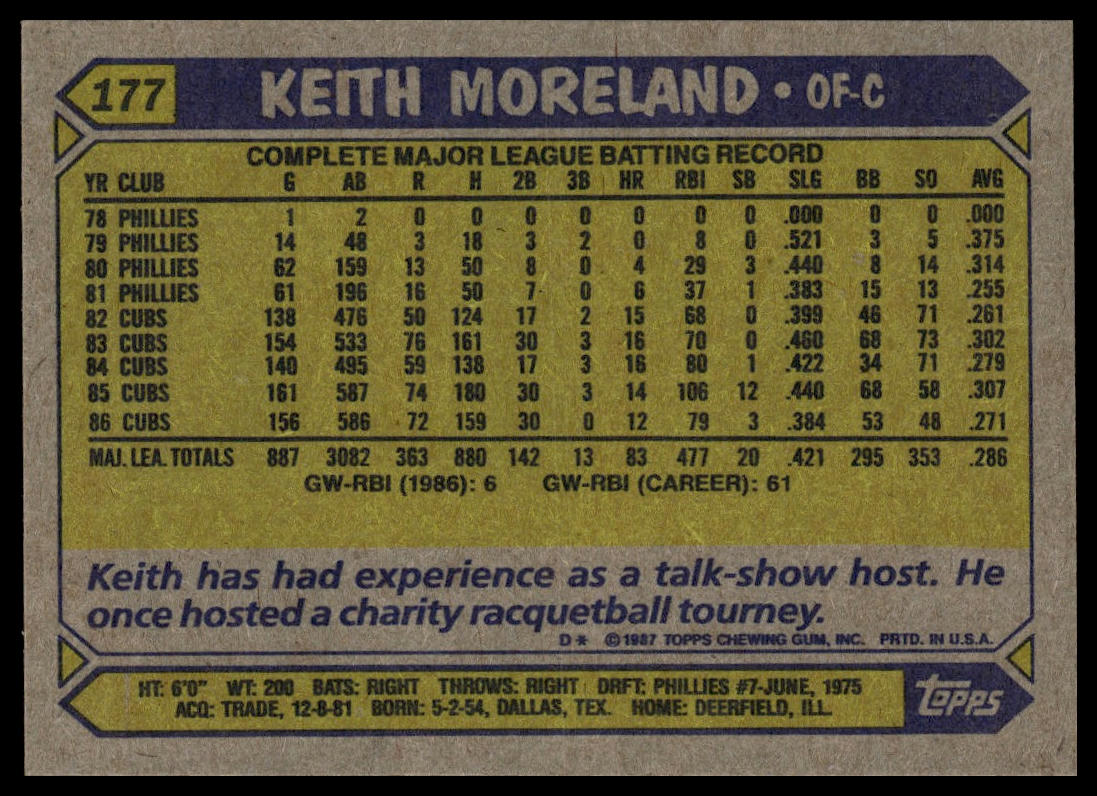 177 KEITH MORELAND • OF-C
COMPLETE MAJOR LEAGUE BATTING RECORD
YR CLUB G AB R H 2B 3B HR RBI SB SLG BB SO AVG
78 PHILLIES 1 2 0 0 0 0 0 0 0 .000 0 0 .000
79 PHILLIES 14 48 3 18 3 2 0 8 0 .521 3 5 .375
80 PHILLIES 62 159 13 50 8 0 4 29 3 .440 8 14 .314
81 PHILLIES 61 196 16 50 7 0 6 37 1 .383 15 13 .255
82 CUBS 138 476 50 124 17 2 15 68 0 .399 46 71 .261
83 CUBS 154 533 76 161 30 3 16 70 0 .460 68 73 .302
84 CUBS 140 495 59 138 17 3 16 80 1 .422 34 71 .279
85 CUBS 161 587 74 180 30 3 14 106 12 .440 68 58 .307
86 CUBS 156 586 72 159 30 0 12 79 3 .384 53 48 .271
MAJ. LEA. TOTALS 887 3082 363 880 142 13 83 477 20 .421 295 353 .286
GW-RBI (1986): 6 GW-RBI (CAREER): 61
Keith has had experience as a talk-show host. He
once hosted a charity racquetball tourney.
D* ©1987 TOPPS CHEWING GUM, INC. PRTD. IN U.S.A.
HT: 6'0" WT: 200 BATS: RIGHT THROWS: RIGHT DRFT: PHILLIES #7-JUNE, 1975
ACQ: TRADE, 12-8-81 BORN: 5-2-54, DALLAS, TEX. HOME: DEERFIELD, ILL.
TOPPS